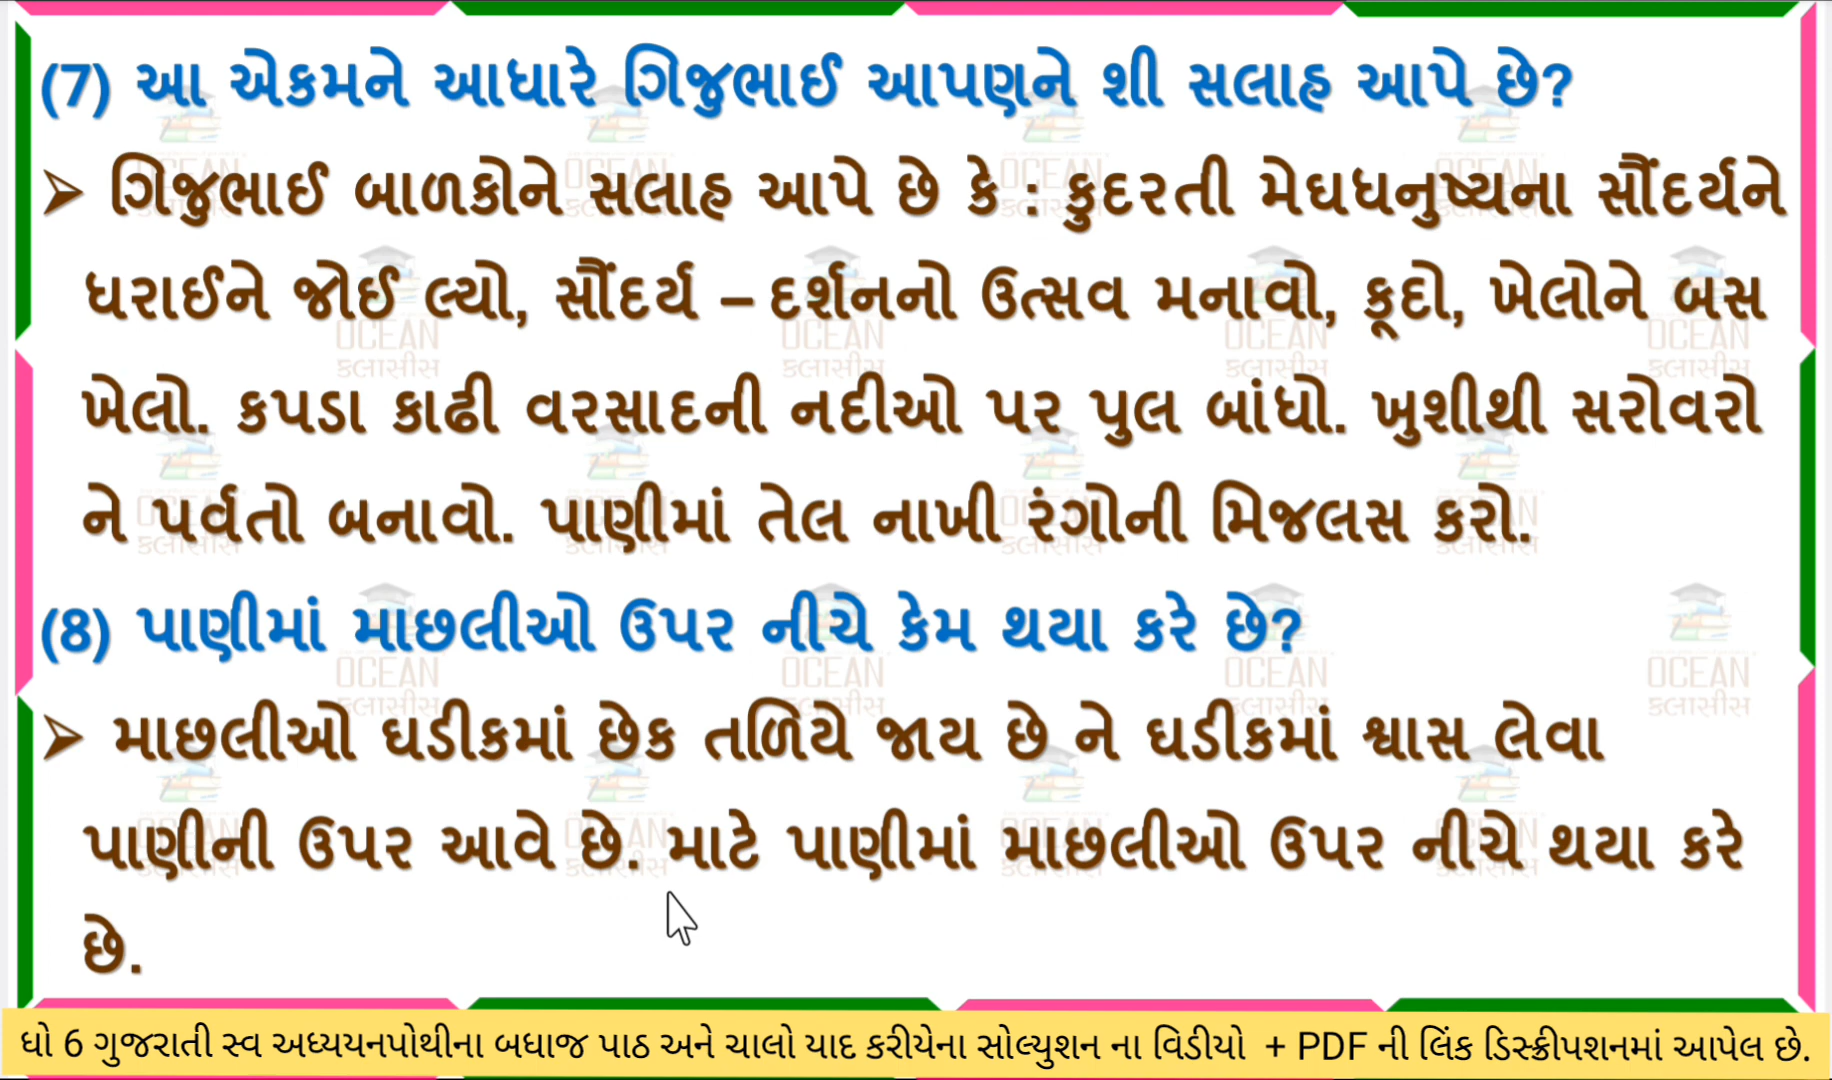 (7) આ એકમને આધારે ગિજુભાઈ આપણને શી સલાહ આપે છે?
➢ ગિજુભાઈ બાળકોને સલાહ આપે છે કે : કુદરતી મેઘધનુષ્યના સૌંદર્યને
ધરાઈને જોઈ લ્યો, સૌંદર્ય – દર્શનનો ઉત્સવ મનાવો, કૂદો, ખેલોને બસ
ખેલો. કપડા કાઢી વરસાદની નદીઓ પર પુલ બાંધો. ખુશીથી સરોવરો
ને પર્વતો બનાવો. પાણીમાં તેલ નાખી રંગોની મિજલસ કરો.
(8) પાણીમાં માછલીઓ ઉપર નીચે કેમ થયા કરે છે?
➢ માછલીઓ ઘડીકમાં છેક તળિયે જાય છે ને ઘડીકમાં શ્વાસ લેવા
પાણીની ઉપર આવે છે. માટે પાણીમાં માછલીઓ ઉપર નીચે થયા કરે
છે.
ધો 6 ગુજરાતી સ્વ અધ્યયનપોથીના બધાજ પાઠ અને ચાલો યાદ કરીયેના સોલ્યુશન ના વિડીયો + PDF ની લિંક ડિસ્ક્રીપશનમાં આપેલ છે.
OCEAN
ક્લાસીસ